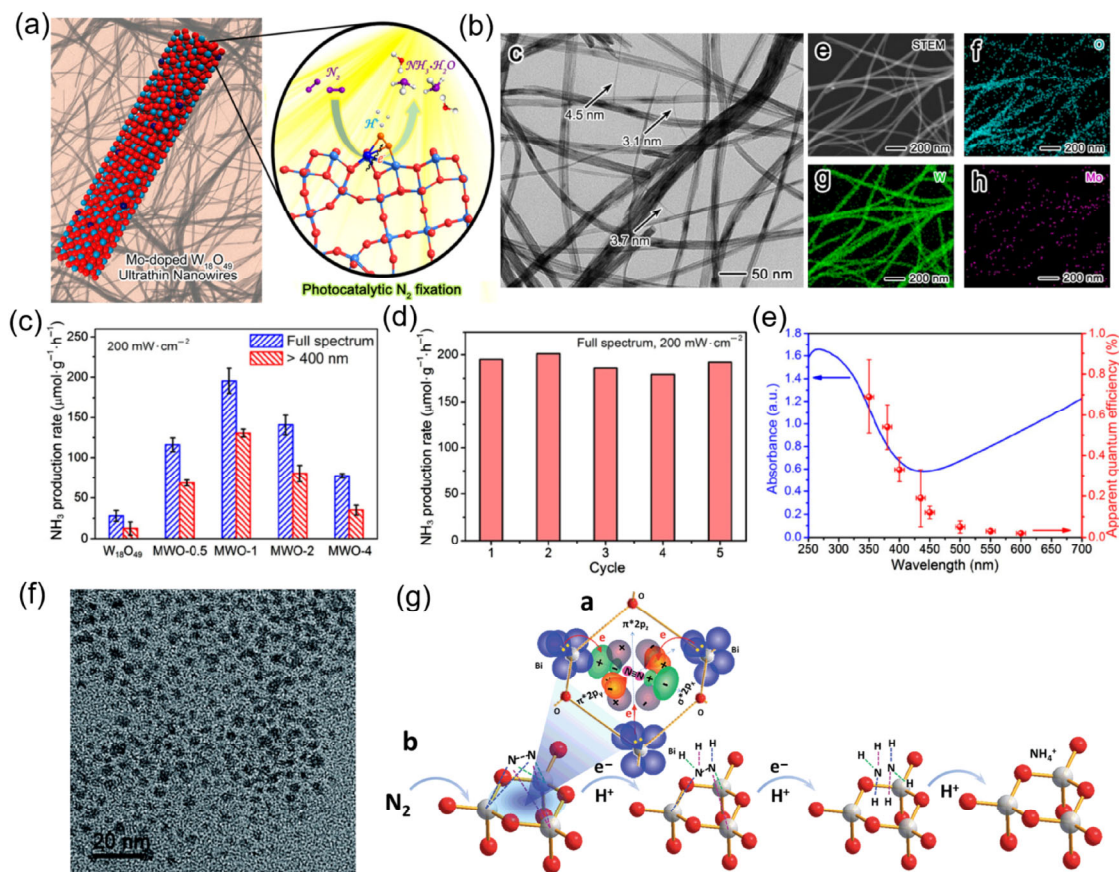 (a)
N₂
NH₃·H₂O
H⁺
e⁻
Mo-doped W₁₈O₄₉
Ultrathin Nanowires
Photocatalytic N₂ fixation
(b)
c
4.5 nm
3.1 nm
3.7 nm
50 nm
e
STEM
200 nm
f
O
200 nm
g
W
200 nm
h
Mo
200 nm
(c)
200 mW·cm⁻²
Full spectrum
> 400 nm
NH₃ production rate (μmol·g⁻¹·h⁻¹)
250
200
150
100
50
0
W₁₈O₄₉ MWO-0.5 MWO-1 MWO-2 MWO-4
(d)
Full spectrum, 200 mW·cm⁻²
NH₃ production rate (μmol·g⁻¹·h⁻¹)
250
200
150
100
50
0
1 2 3 4 5
Cycle
(e)
Absorbance (a.u.)
1.8
1.6
1.4
1.2
1.0
0.8
0.6
0.4
0.2
0.0
Apparent quantum efficiency (%)
1.0
0.8
0.6
0.4
0.2
0.0
250 300 350 400 450 500 550 600 650 700
Wavelength (nm)
(f)
20 nm
(g)
a
O
π*2p₂
e
e
Bi
Bi
N≡N
π*2pᵧ
σ*2pₓ
O
O
e
Bi
b
N N
N₂
e⁻
H⁺
H H H
N N
e⁻
H⁺
H H H
N N
H H H
H⁺
NH₄⁺